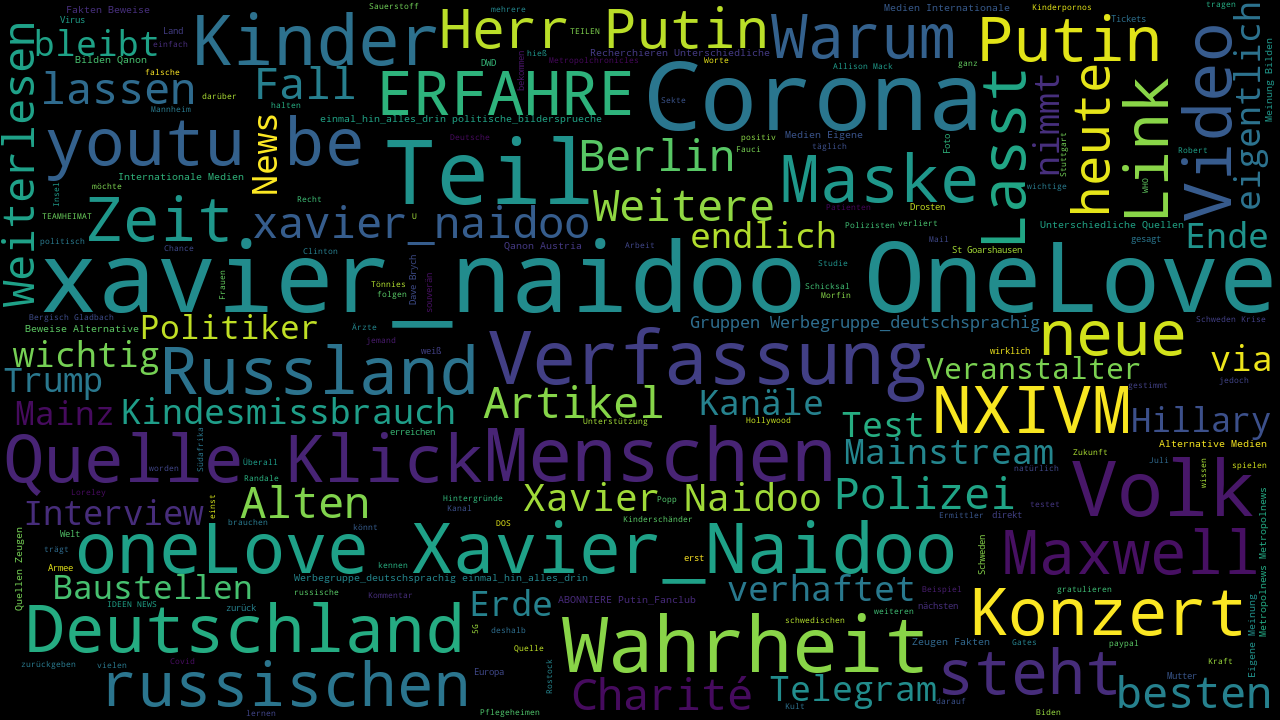 Fakten Beweise
Sauerstoff
mehrere
Medien Internationale
Kinderpornos
tragen
Virus
Land
Kinder
Herr
TEILEN
Putin
Warum
Putin
Tickets
bleibt
einfach
hieß
Recherchieren Unterschiedliche
Video
eigentlich
Meinung Bilden
Weiterlesen
Bilden Qanon
DWD
Metropolchronicles
Worte
Allison Mack
ganz
lassen
falsche
Fall
ERFAHRE
bekommen
Corona
Lasst
nimmt
heute
Link
darüber
Mannheim
halten
Sekte
einmal_hin_alles_drin politische_bildersprueche
youtu be
News
Teil
Deutsche
Berlin
positiv
Fauci
Medien Eigene
täglich
Foto
Stuttgart
Robert
Internationale Medien
möchte
Insel
Maske
wichtige
WHO
Zeit
TEAMHEIMAT
Recht
xavier_naidoo
U
Weitere
Patienten
Drosten
Polizisten
verliert
Unterschiedliche Quellen
endlich
Mail
gesagt
Ende
politisch
Chance
Clinton
Qanon Austria
Arbeit
St Goarshausen
xavier_naidoo OneLove
Frauen
Dave Brych
souverän
Studie
Tönnies
folgen
Schicksal
Morfin
Bergisch Gladbach
Beweise Alternative
Politiker
Ärzte
Gruppen Werbegruppe_deutschsprachig
neue
Schweden Krise
wichtig
jemand
weiß
Verfassung
wirklich
via
Trump
Russland
Veranstalter
jedoch
gestimmt
Mainz
Kindesmissbrauch
Artikel
Kanäle
NXIVM
Hillary
Unterstützung
Hollywood
Test
Südafrika
erreichen
Quelle Klick
Menschen
Mainstream
Alternative Medien
Zukunft
Überall
worden
Randale
natürlich
Juli
wissen
spielen
Loreley
Alten
Hintergründe
Kanal
Xavier Naidoo
Popp
Polizei
testet
Volk
Interview
einst
brauchen
könnt
DOS
Kinderschänder
Ermittler
direkt
Metropolnews Metropolnews
Quellen Zeugen
Welt
trägt
oneLove
Xavier_Naidoo
erst
Schweden
Maxwell
Armee
kennen
Baustellen
Werbegruppe_deutschsprachig einmal_hin_alles_drin
verhaftet
Beispiel
gratulieren
IDEEN NEWS
zurück
russische
Kommentar
Erde
ABONNIERE Putin_Fanclub
weiteren
nächsten
Konzert
Deutschland
5G
deshalb
schwedischen
Wahrheit
Zeugen Fakten
Gates
paypal
Eigene Meinung
zurückgeben
vielen
Covid
Quelle
steht
Kraft
russischen
Europa
Rostock
Charité
Telegram
Mutter
besten
lernen
Pflegeheimen
Kult
darauf
Biden